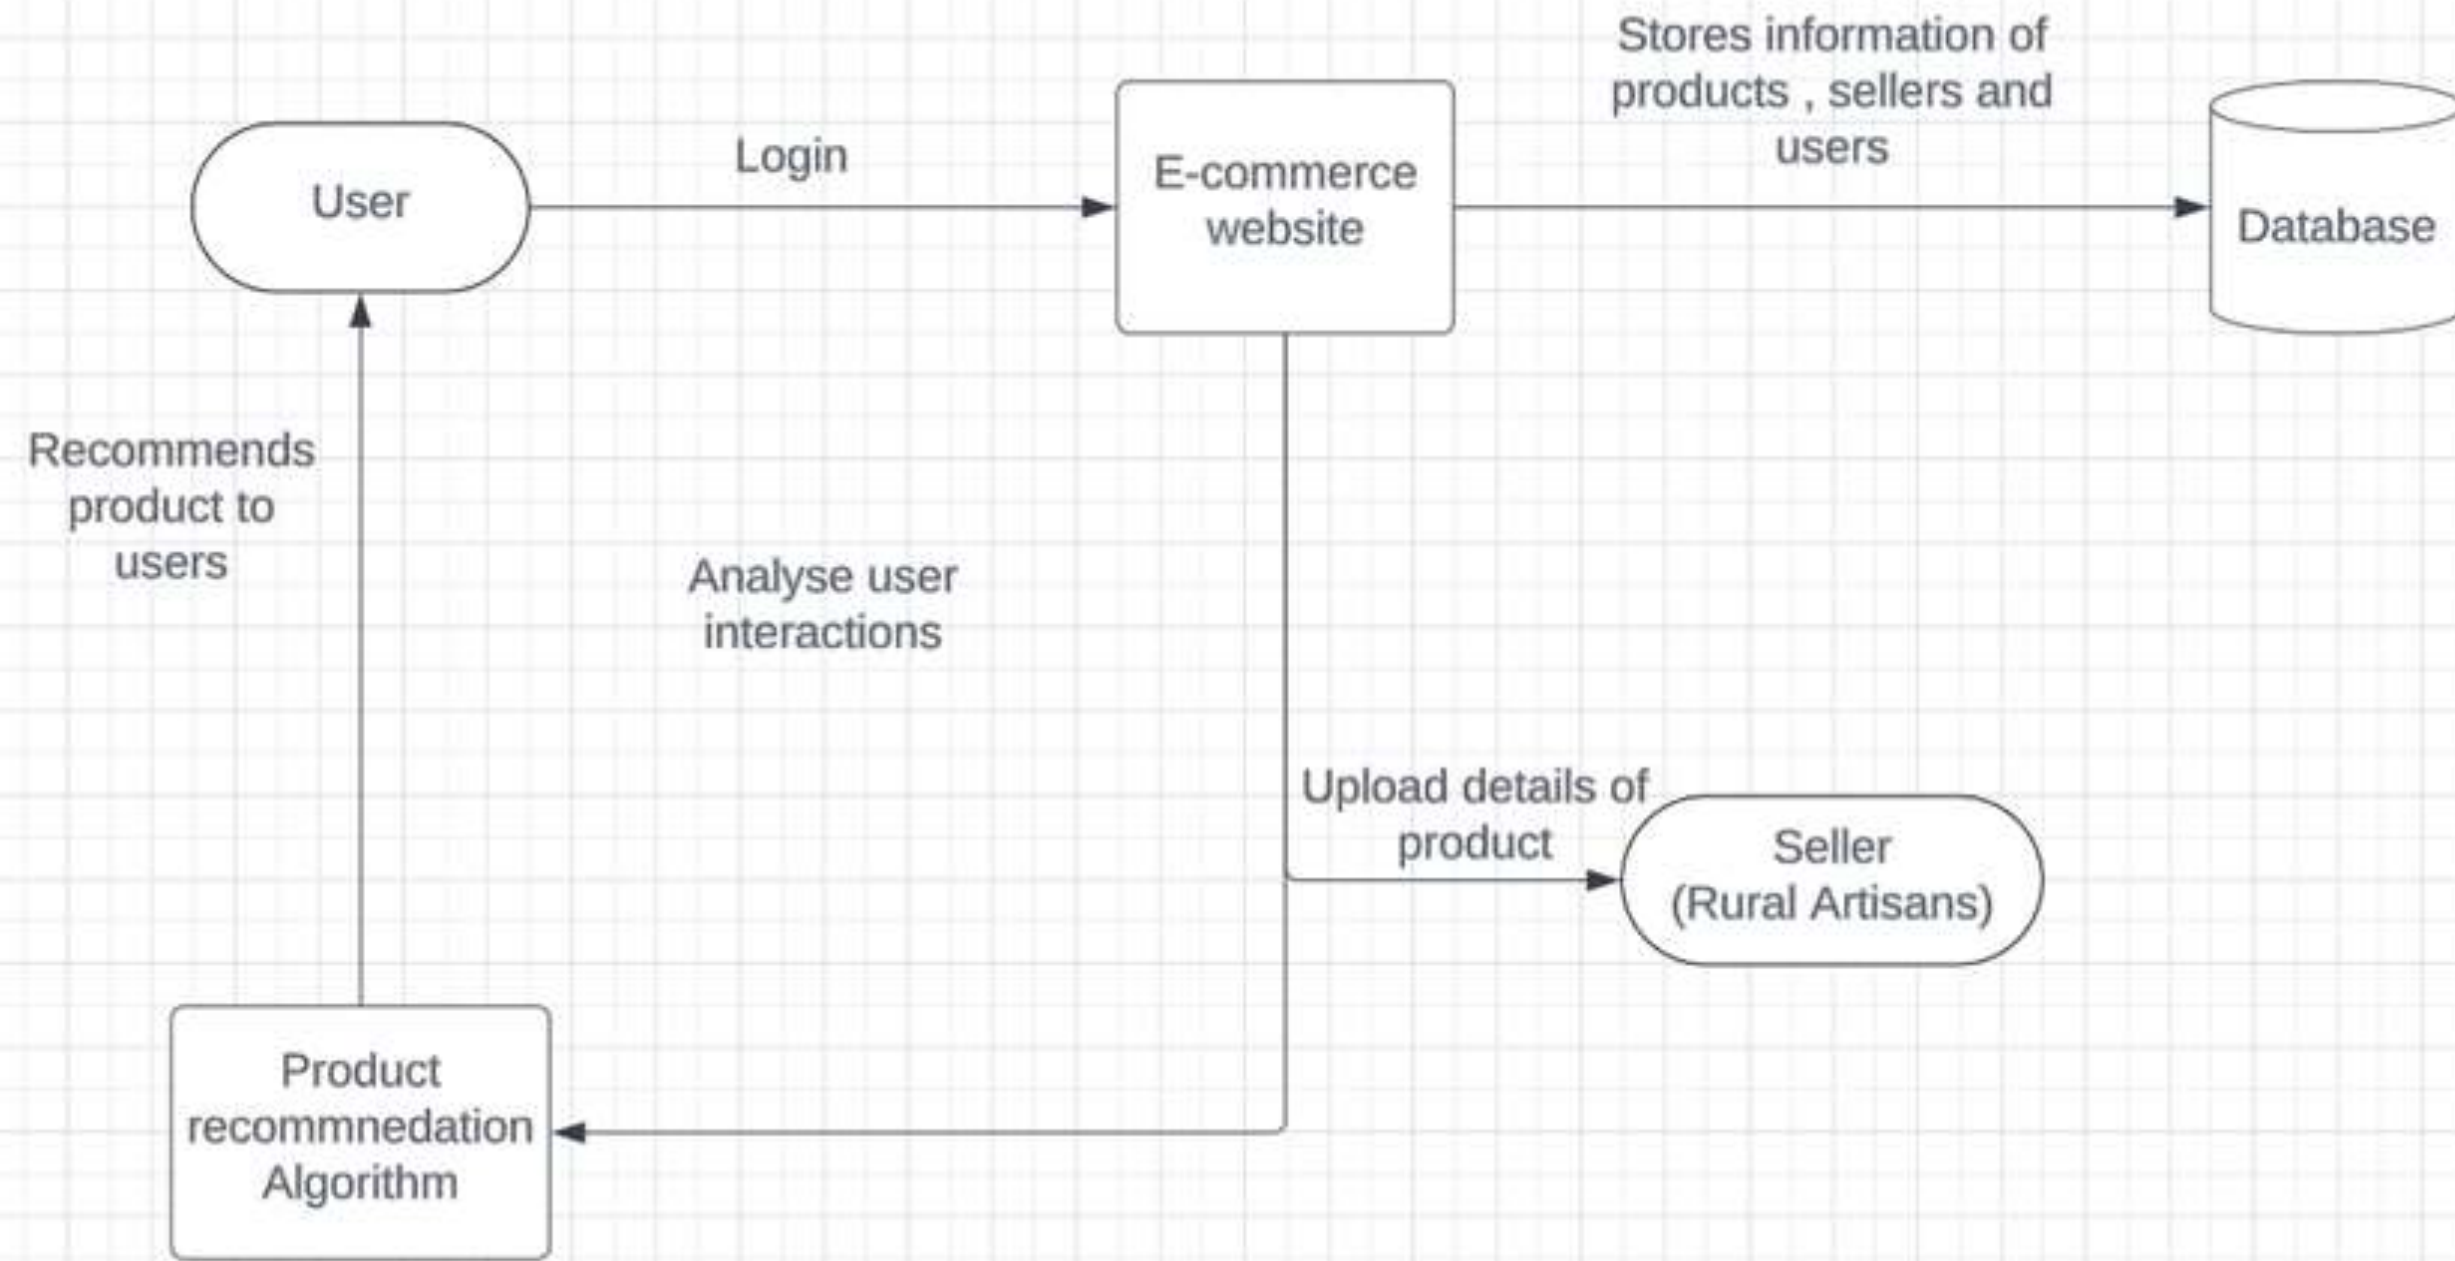 Stores information of
products , sellers and
users
User
Login
E-commerce
website
Database
Recommends
product to
users
Analyse user
interactions
Upload details of
product
Seller
(Rural Artisans)
Product
recommnedation
Algorithm